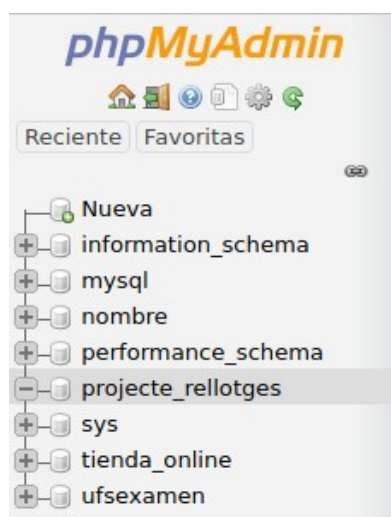 phpMyAdmin
Reciente Favoritas
Nueva
information_schema
mysql
nombre
performance_schema
projecte_rellotges
sys
tienda_online
ufsexamen